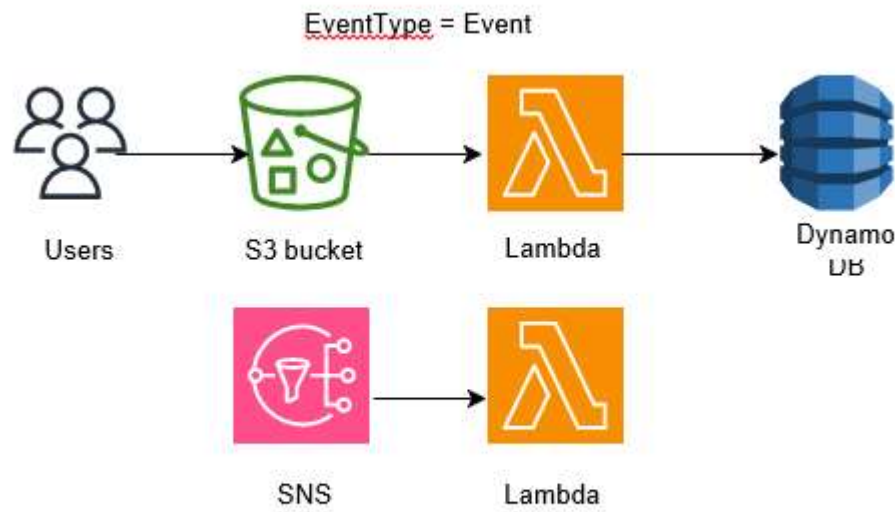 EventType = Event
Users
S3 bucket
Lambda
Dynamo
DB
SNS
Lambda